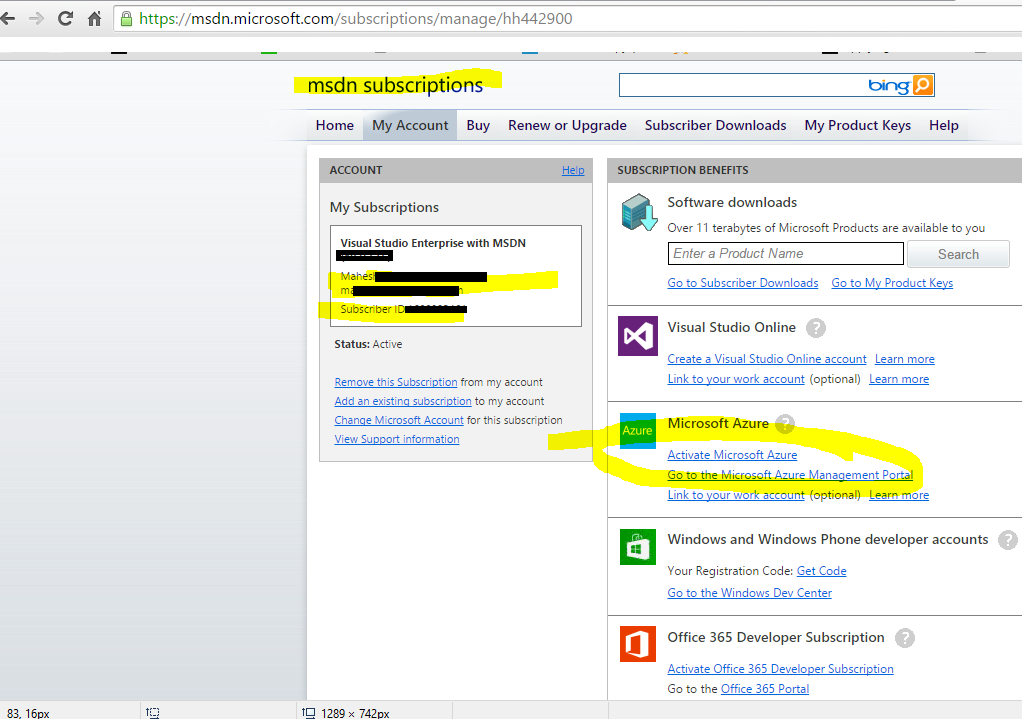 https://msdn.microsoft.com/subscriptions/manage/hh442900
msdn subscriptions
bing
Home My Account Buy Renew or Upgrade Subscriber Downloads My Product Keys Help
ACCOUNT Help
My Subscriptions
Visual Studio Enterprise with MSDN
Mahesh
ma
Subscriber ID
Status: Active
Remove this Subscription from my account
Add an existing subscription to my account
Change Microsoft Account for this subscription
View Support information
SUBSCRIPTION BENEFITS
Software downloads
Over 11 terabytes of Microsoft Products are available to you
Enter a Product Name Search
Go to Subscriber Downloads Go to My Product Keys
Visual Studio Online ?
Create a Visual Studio Online account Learn more
Link to your work account (optional) Learn more
Azure
Microsoft Azure ?
Activate Microsoft Azure
Go to the Microsoft Azure Management Portal
Link to your work account (optional) Learn more
Windows and Windows Phone developer accounts ?
Your Registration Code: Get Code
Go to the Windows Dev Center
Office 365 Developer Subscription ?
Activate Office 365 Developer Subscription
Go to the Office 365 Portal
83, 16px 1289 × 742px